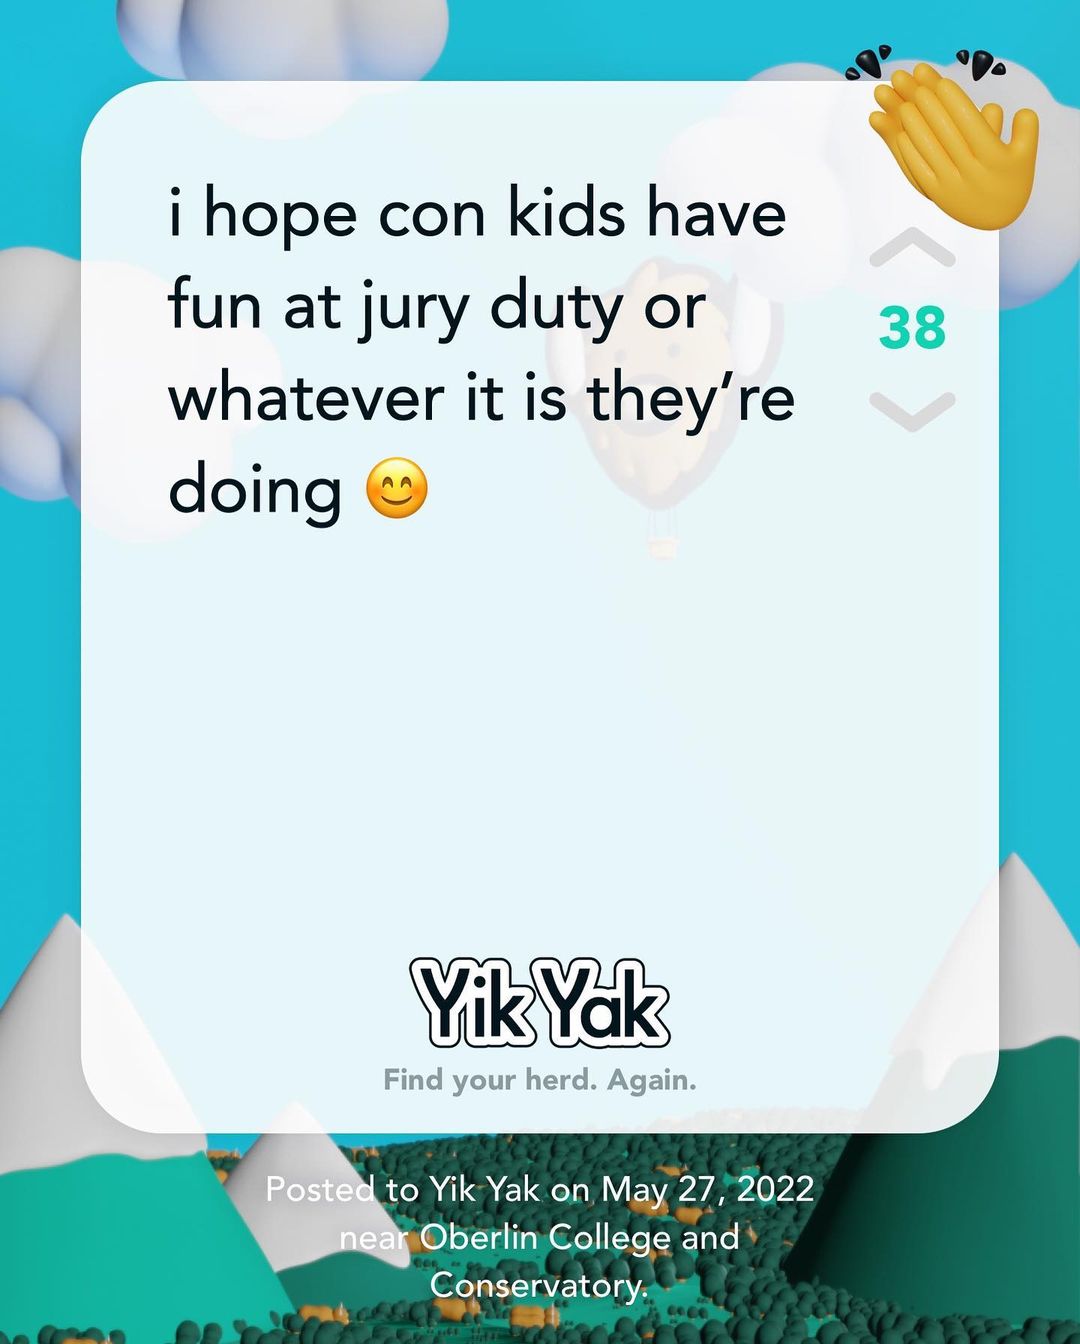 i hope con kids have
fun at jury duty or
whatever it is they’re
doing 😊
38
Yik Yak
Find your herd. Again.
Posted to Yik Yak on May 27, 2022
near Oberlin College and
Conservatory.